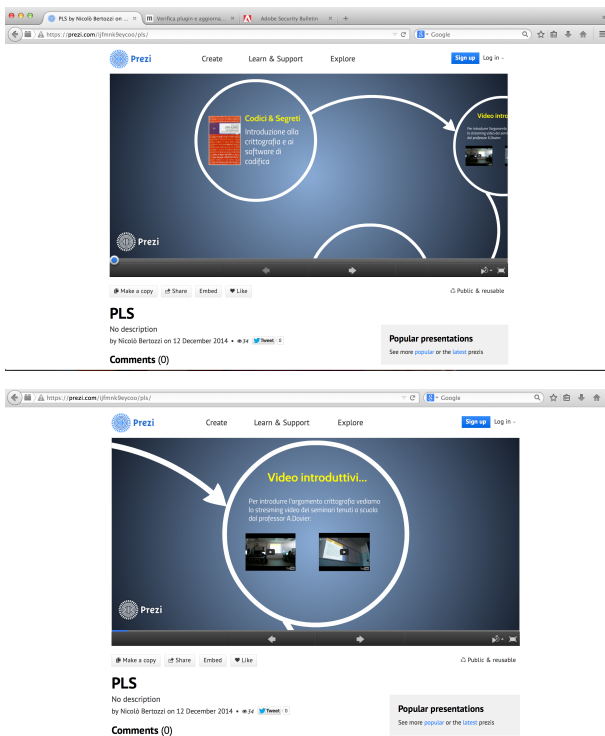 PLS by Nicolò Bertozzi on ...
Verifica plugin e aggiorna...
Adobe Security Bulletin
https://prezi.com/ijfmnk9eycoo/pls/
Google
Prezi
Create
Learn & Support
Explore
Sign up
Log in
Codici & Segreti
Introduzione alla
crittografia e ai
software di
codifica
Video intro
Prezi
Make a copy
Share
Embed
Like
Public & reusable
PLS
No description
by Nicolò Bertozzi on 12 December 2014 • 34 Tweet 0
Comments (0)
Popular presentations
See more popular or the latest prezis
https://prezi.com/ijfmnk9eycoo/pls/
Google
Prezi
Create
Learn & Support
Explore
Sign up
Log in
Video introduttivi...
Per introdurre l'argomento crittografia vediamo
lo streaming video dei seminari tenuti a scuola
dal professor A.Dovier:
Prezi
Make a copy
Share
Embed
Like
Public & reusable
PLS
No description
by Nicolò Bertozzi on 12 December 2014 • 34 Tweet 0
Comments (0)
Popular presentations
See more popular or the latest prezis